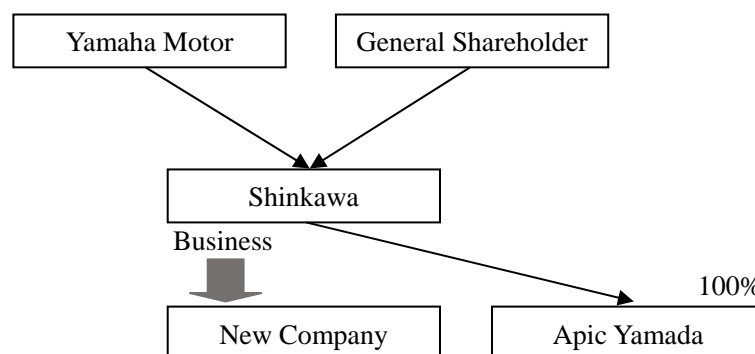 Yamaha Motor
General Shareholder
Shinkawa
Business
100%
New Company
Apic Yamada